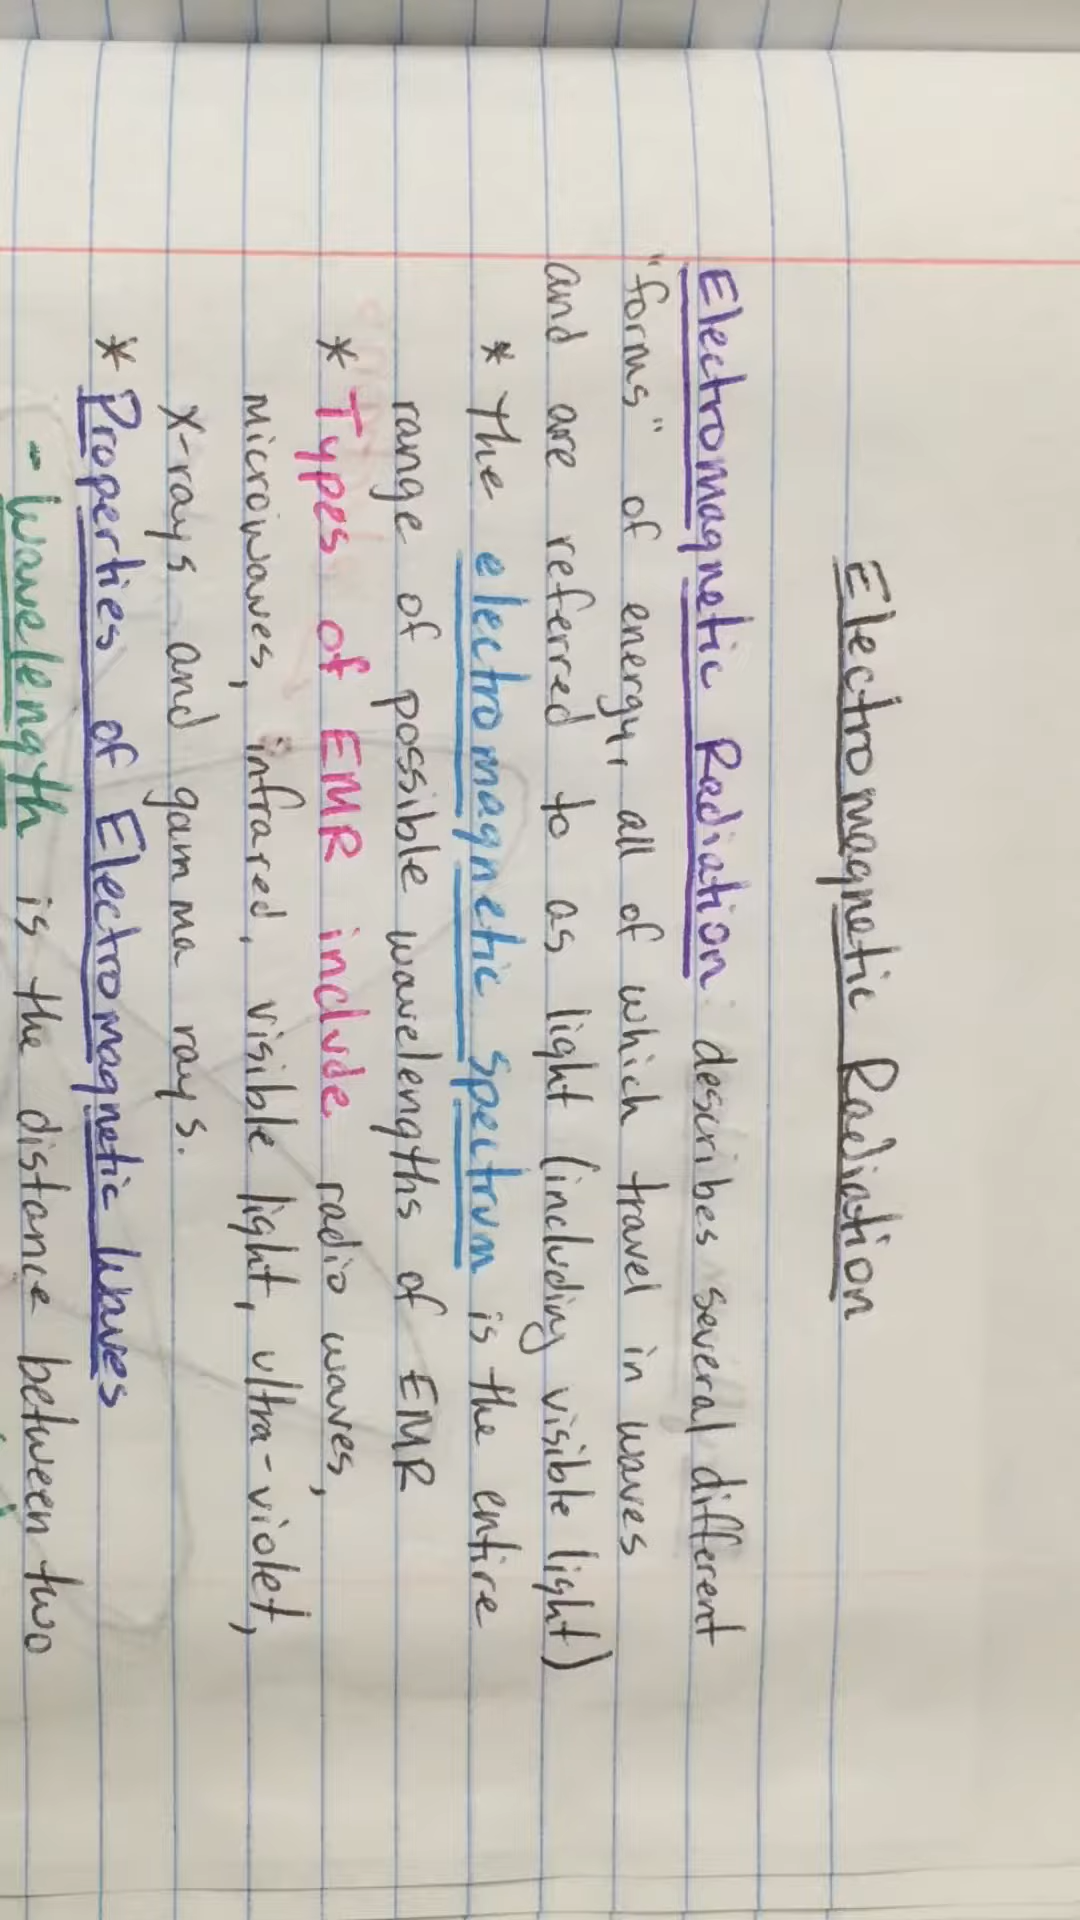 Electromagnetic Radiation
Electromagnetic Radiation: describes several different
"forms" of energy, all of which travel in waves
and are referred to as light (including visible light)
* The electromagnetic spectrum is the entire
range of possible wavelengths of EMR
* Types of EMR include radio waves,
microwaves, infrared, visible light, ultra-violet,
x-rays and gamma rays.
* Properties of Electromagnetic Waves
- Wavelength is the distance between two